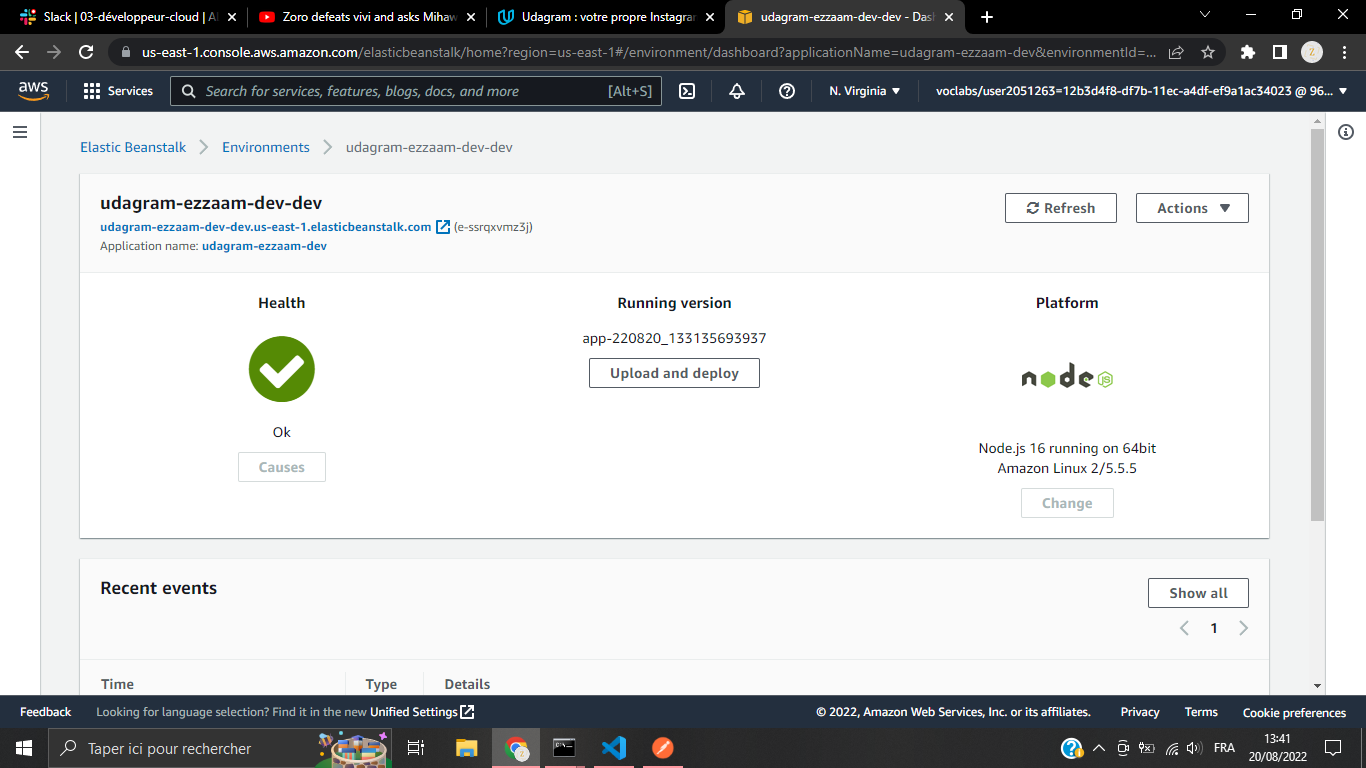 Slack | 03-développeur-cloud | Al
Zoro defeats vivi and asks Mihaw
Udagram : votre propre Instagran
udagram-ezzaam-dev-dev - Das
us-east-1.console.aws.amazon.com/elasticbeanstalk/home?region=us-east-1#/environment/dashboard?applicationName=udagram-ezzaam-dev&environmentId=...
aws
Services
Search for services, features, blogs, docs, and more
[Alt+S]
N. Virginia
voclabs/user2051263=12b3d4f8-df7b-11ec-a4df-ef9a1ac34023 @ 96...
Elastic Beanstalk
Environments
udagram-ezzaam-dev-dev
udagram-ezzaam-dev-dev
Refresh
Actions
udagram-ezzaam-dev-dev.us-east-1.elasticbeanstalk.com (e-ssrqxvmz3j)
Application name: udagram-ezzaam-dev
Health
Ok
Causes
Running version
app-220820_133135693937
Upload and deploy
Platform
node
JS
Node.js 16 running on 64bit
Amazon Linux 2/5.5.5
Change
Recent events
Show all
1
Time
Type
Details
Feedback
Looking for language selection? Find it in the new Unified Settings
© 2022, Amazon Web Services, Inc. or its affiliates.
Privacy
Terms
Cookie preferences
Taper ici pour rechercher
FRA
13:41
20/08/2022